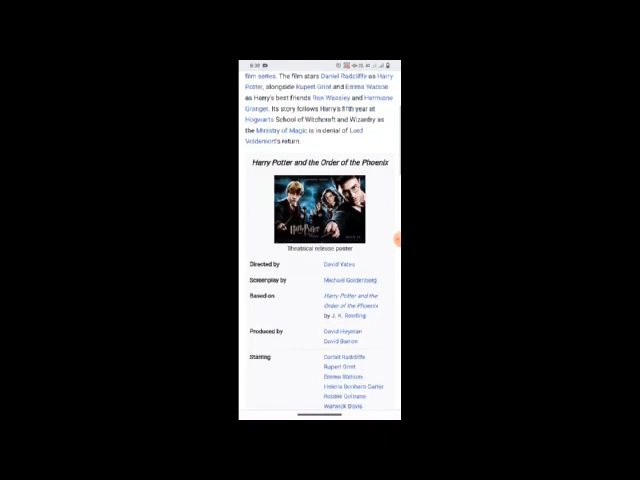 8:38
film series. The film stars Daniel Radcliffe as Harry
Potter, alongside Rupert Grint and Emma Watson
as Harry's best friends Ron Weasley and Hermione
Granger. Its story follows Harry's fifth year at
Hogwarts School of Witchcraft and Wizardry as
the Ministry of Magic is in denial of Lord
Voldemort's return.
Harry Potter and the Order of the Phoenix
Harry Potter
Theatrical release poster
Directed by David Yates
Screenplay by Michael Goldenberg
Based on Harry Potter and the
Order of the Phoenix
by J. K. Rowling
Produced by David Heyman
David Barron
Starring Daniel Radcliffe
Rupert Grint
Emma Watson
Helena Bonham Carter
Robbie Coltrane
Warwick Davis